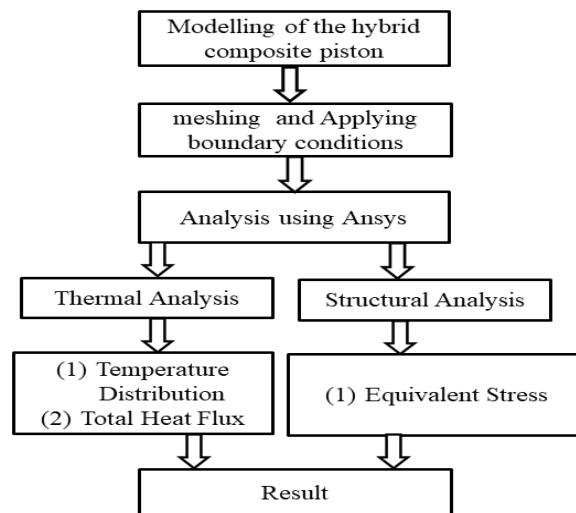 Modelling of the hybrid
composite piston
meshing and Applying
boundary conditions
Analysis using Ansys
Thermal Analysis
Structural Analysis
(1) Temperature
Distribution
(2) Total Heat Flux
(1) Equivalent Stress
Result